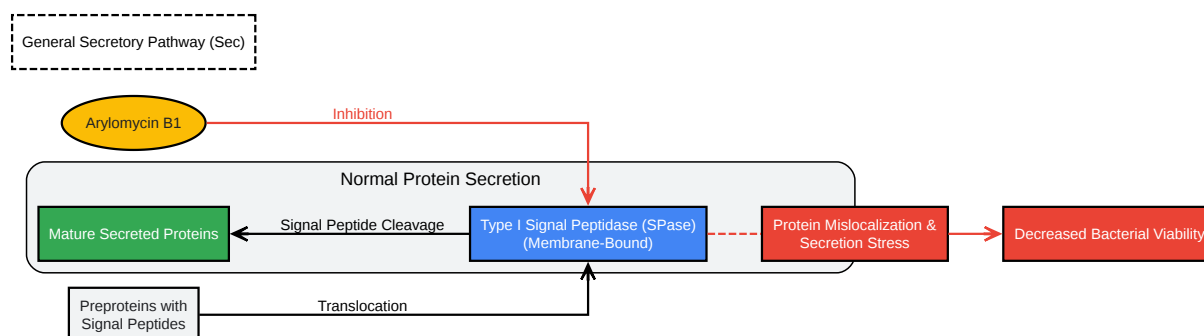 General Secretory Pathway (Sec)
Arylomycin B1
Inhibition
Normal Protein Secretion
Mature Secreted Proteins
Signal Peptide Cleavage
Type I Signal Peptidase (SPase)
(Membrane-Bound)
Protein Mislocalization &
Secretion Stress
Decreased Bacterial Viability
Preproteins with
Signal Peptides
Translocation